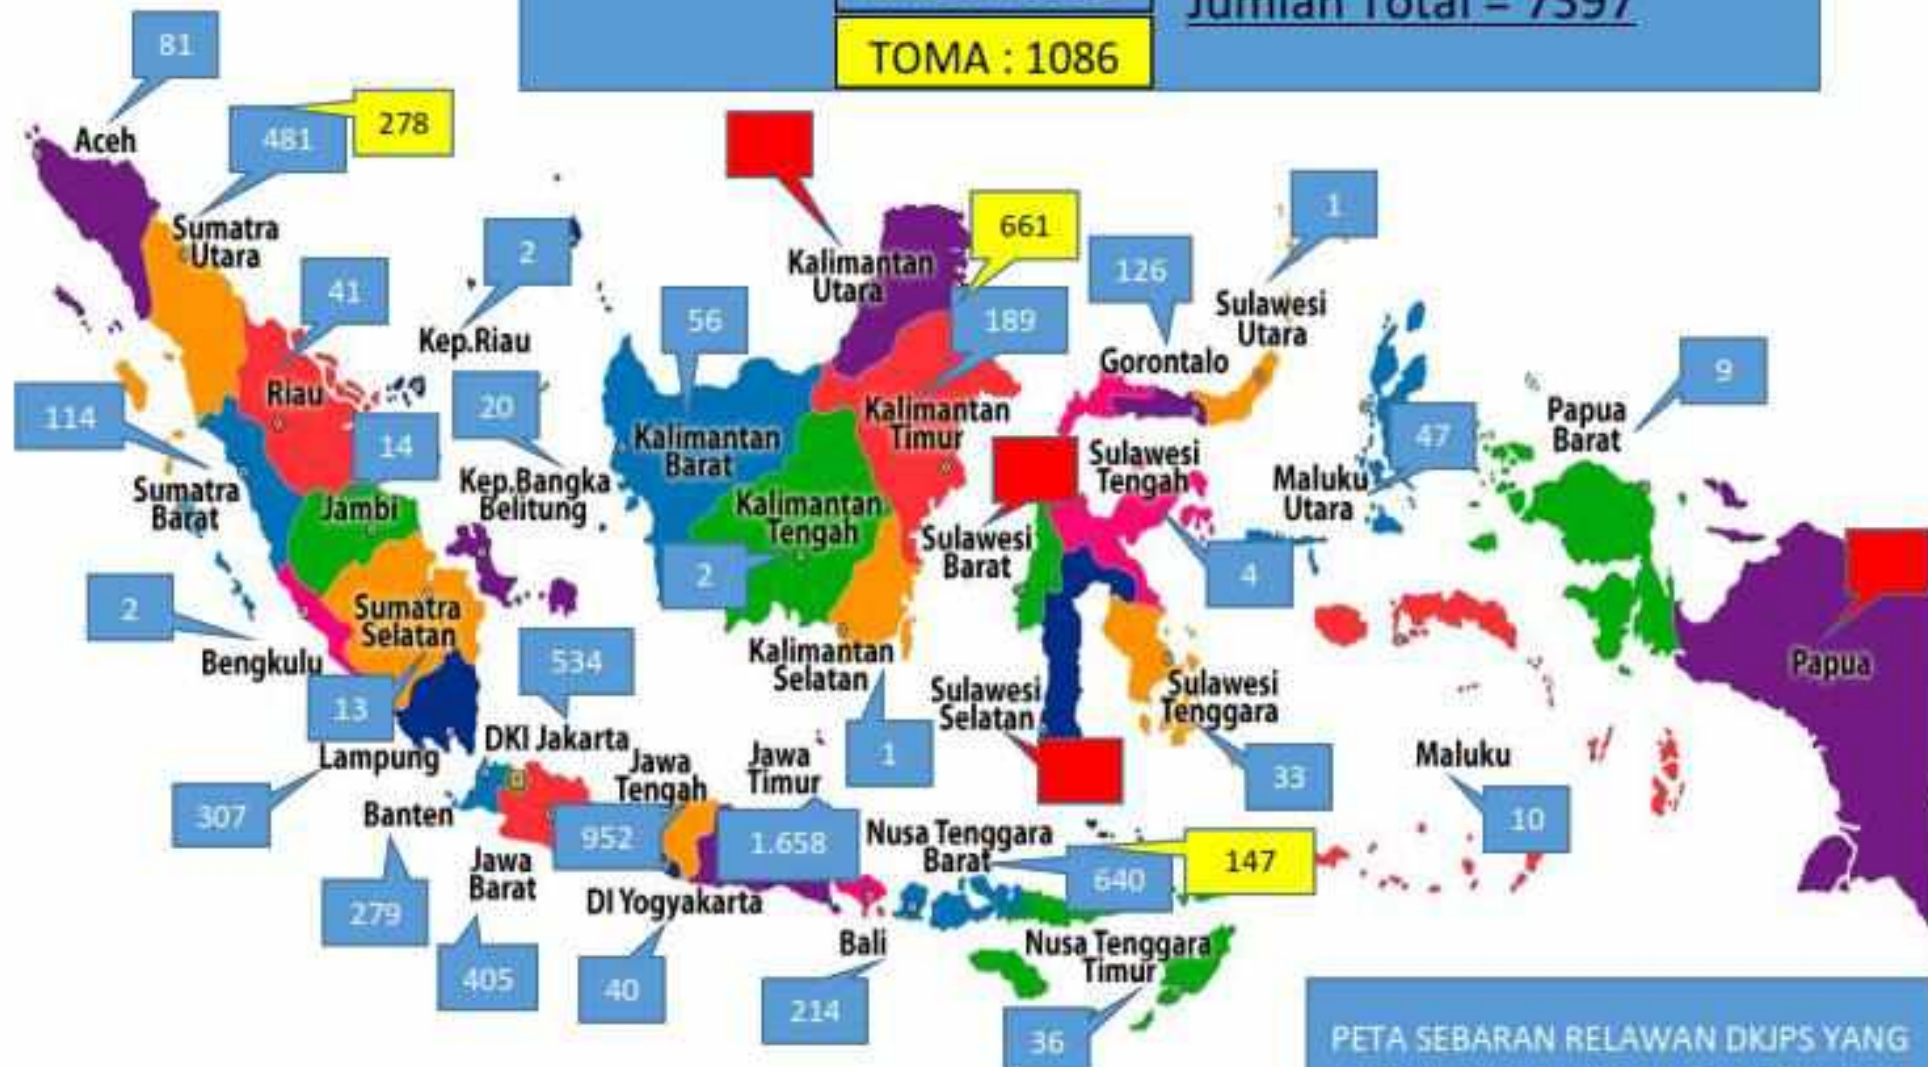 Jumlah Total = 7397
TOMA : 1086
81
Aceh
481
278
Sumatra
Utara
41
2
Kep.Riau
Riau
114
14
20
Sumatra
Barat
Jambi
Kep.Bangka
Belitung
2
Bengkulu
Sumatra
Selatan
13
Lampung
307
534
DKI Jakarta
Banten
279
Jawa
Barat
405
Jawa
Tengah
952
DI Yogyakarta
40
Jawa
Timur
1.658
Bali
214
Nusa Tenggara
Barat
640
147
Nusa Tenggara
Timur
36
56
Kalimantan
Barat
Kalimantan
Utara
661
189
Kalimantan
Timur
Kalimantan
Tengah
2
Kalimantan
Selatan
1
126
Gorontalo
1
Sulawesi
Utara
Sulawesi
Tengah
4
Sulawesi
Barat
Sulawesi
Selatan
Sulawesi
Tenggara
33
47
Maluku
Utara
Maluku
10
9
Papua
Barat
Papua
PETA SEBARAN RELAWAN DKJPS YANG